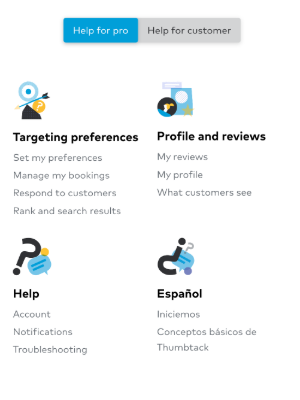 Help for pro
Help for customer
Targeting preferences
Set my preferences
Manage my bookings
Respond to customers
Rank and search results
Profile and reviews
My reviews
My profile
What customers see
Help
Account
Notifications
Troubleshooting
Español
Iniciemos
Conceptos básicos de
Thumbtack